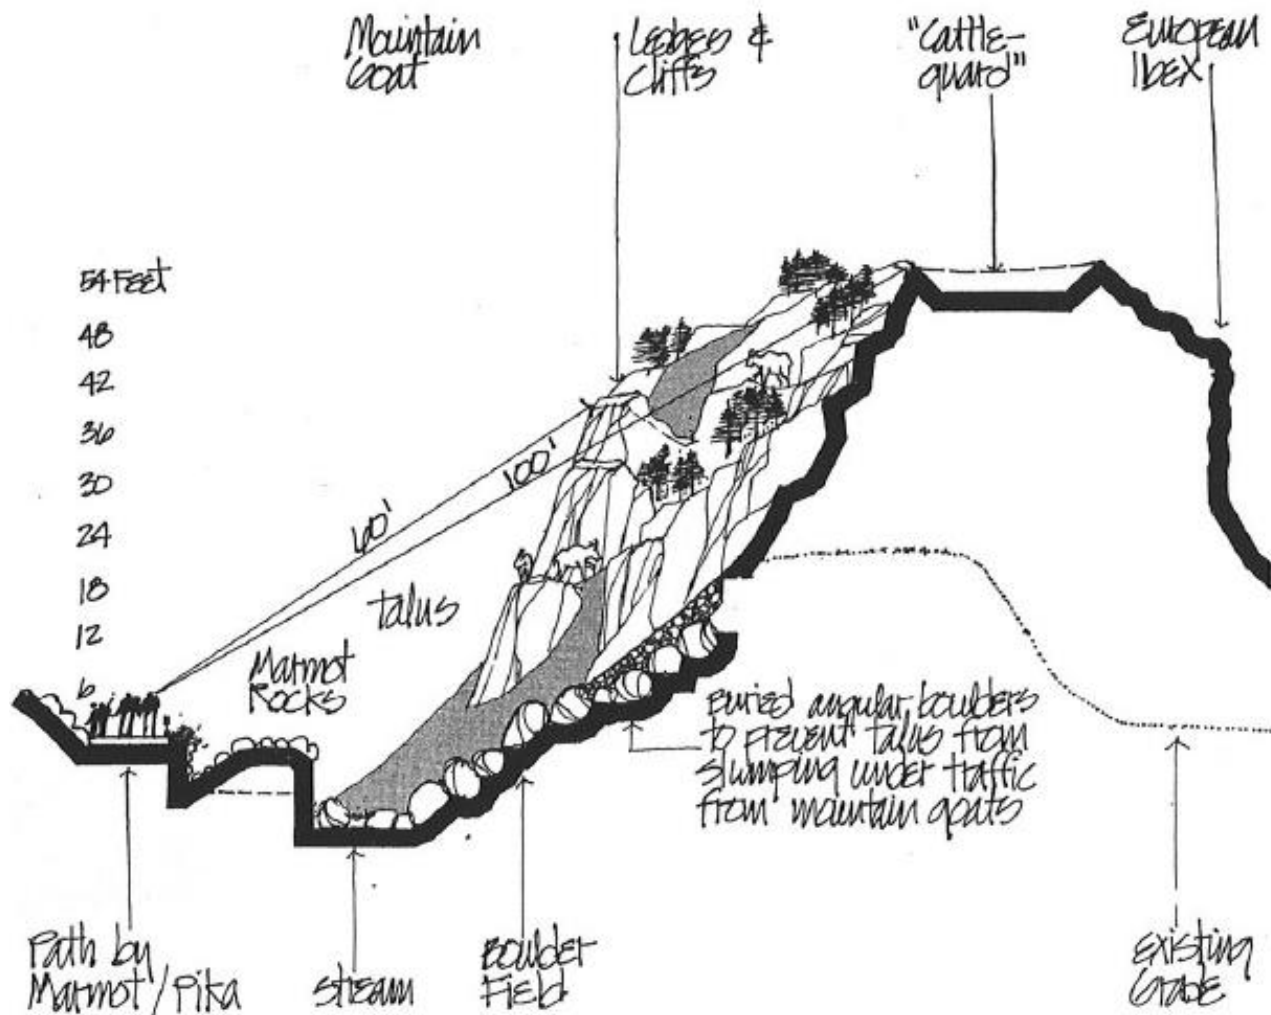 Mountain
Goat
Ledges &
Cliffs
"Cattle-
guard"
European
Ibex
54 Feet
48
42
36
30
24
18
12
6
60'
100'
talus
Marmot
Rocks
Buried angular boulders
to prevent talus from
slumping under traffic
from mountain goats
Path by
Marmot/Pika
stream
Boulder
Field
Existing
Grade